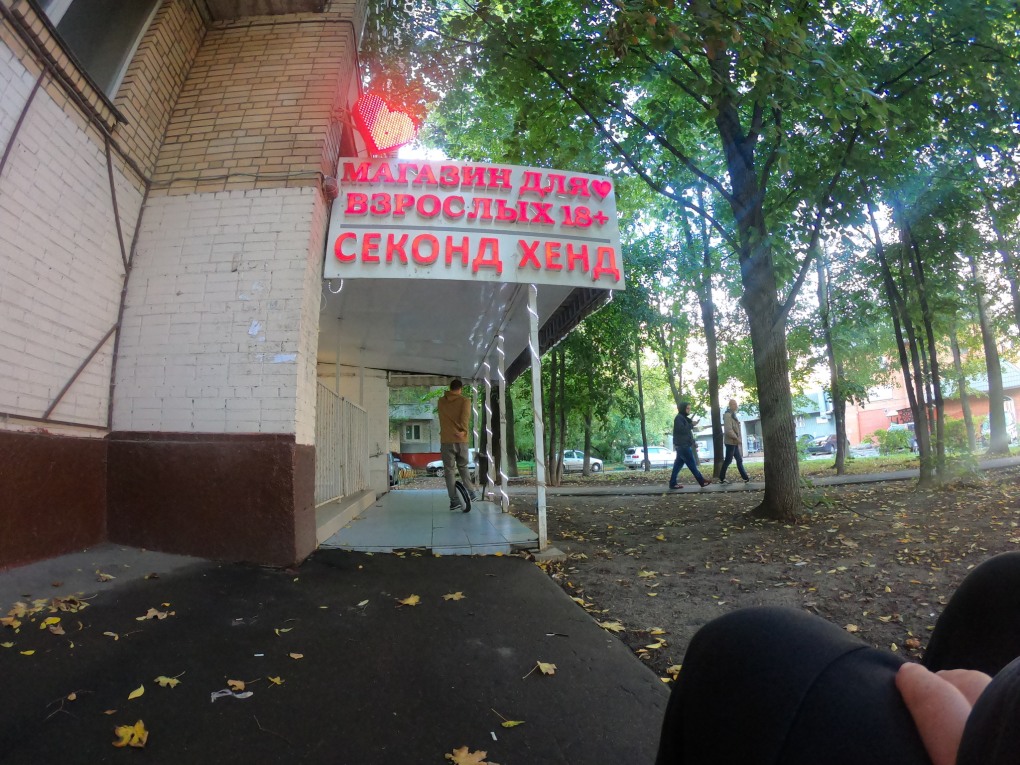 МАГАЗИН ДЛЯ
ВЗРОСЛЫХ 18+
СЕКОНД ХЕНД